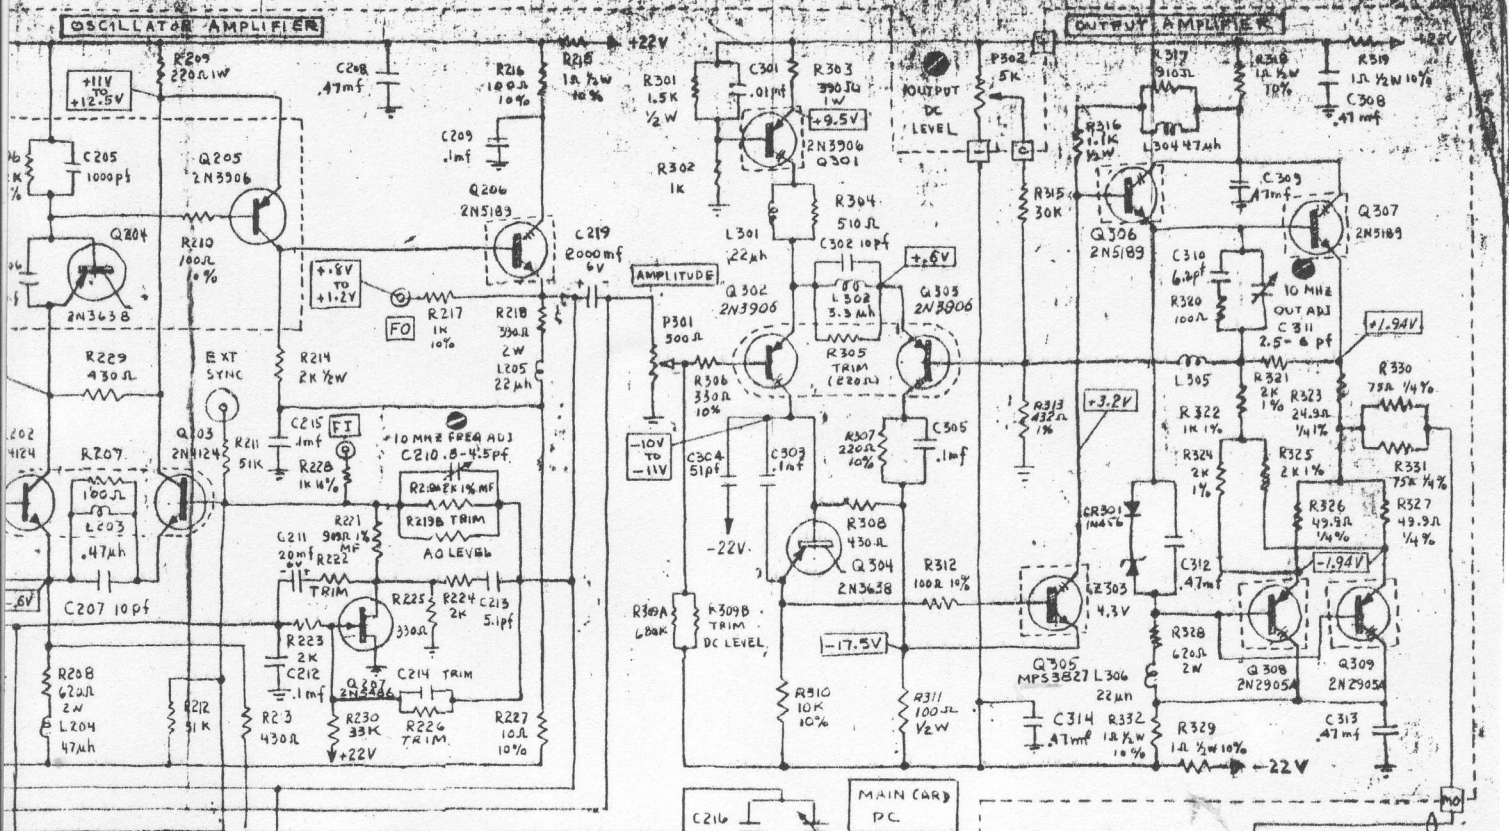 OSCILLATOR AMPLIFIER
OUTPUT AMPLIFIER
+11V
TO
+12.5V
R209
220Ω 1W
C208
.47mf
R216
100Ω
10%
R215
1Ω ½W
10%
+22V
C205
1000pf
Q205
2N3906
C209
.1mf
Q206
2N5189
R210
100Ω
10%
Q204
2N3638
+.8V
TO
+1.2V
FO
R217
1K
10%
C219
2000mf
6V
R218
330Ω
2W
L205
22µh
R229
430Ω
EXT
SYNC
R214
2K ½W
C215
.1mf
FI
R228
1K 10%
10 MHZ FREQ ADJ
C210 .8-4.5pf
R219B TRIM
AO LEVEL
Q203
2N4124
R207
100Ω
L203
.47µh
C207 10pf
R211
51K
C211
20mf
6V
R222
TRIM
R221
R225
330Ω
R224
2K
C213
5.1pf
R223
2K
C212
.1mf
Q207
C214 TRIM
R226
TRIM
R230
33K
+22V
R227
10Ω
10%
R208
620Ω
2W
L204
47µh
R212
51K
R213
430Ω
-.6V
R301
1.5K
½W
C301
.01mf
R303
390Ω
1W
+9.5V
2N3906
Q301
R302
1K
L301
22µh
R304
510Ω
C302 10pf
L302
3.3µh
R305
TRIM
(220Ω)
+.6V
Q302
2N3906
Q303
2N3906
AMPLITUDE
P301
500Ω
R306
330Ω
10%
-10V
TO
-11V
C304
51pf
C303
.1mf
R307
220Ω
10%
C305
.1mf
-22V
R308
430Ω
Q304
2N3638
R309A
680K
R309B
TRIM
DC LEVEL
R310
10K
10%
R311
100Ω
½W
R312
100Ω 10%
-17.5V
OUTPUT
DC
LEVEL
P302
5K
R315
30K
R313
432Ω
1%
R316
1.1K
½W
R317
910Ω
L304 47µh
R318
1Ω ½W
10%
R319
1Ω ½W 10%
+22V
C308
.47mf
Q306
2N5189
C309
.47mf
Q307
2N5189
C310
6.2pf
R320
100Ω
10 MHZ
OUT ADJ
C311
2.5-6 pf
+1.94V
L305
R321
2K
1%
R322
1K 1%
R323
24.9Ω
¼ 1%
R330
75Ω ¼ 1%
R331
+3.2V
R324
2K
1%
R325
2K 1%
R326
49.9Ω
¼ 1%
R327
49.9Ω
¼ 1%
CR301
C312
.47mf
-1.94V
CZ303
4.3V
Q305
MPS3827
L306
22µh
R328
620Ω
2W
Q308
2N2905A
Q309
2N2905A
C314
.47mf
R332
1Ω ½W
10%
R329
1Ω ½W 10%
-22V
C313
.47mf
C216
MAIN CARD
DC
MO